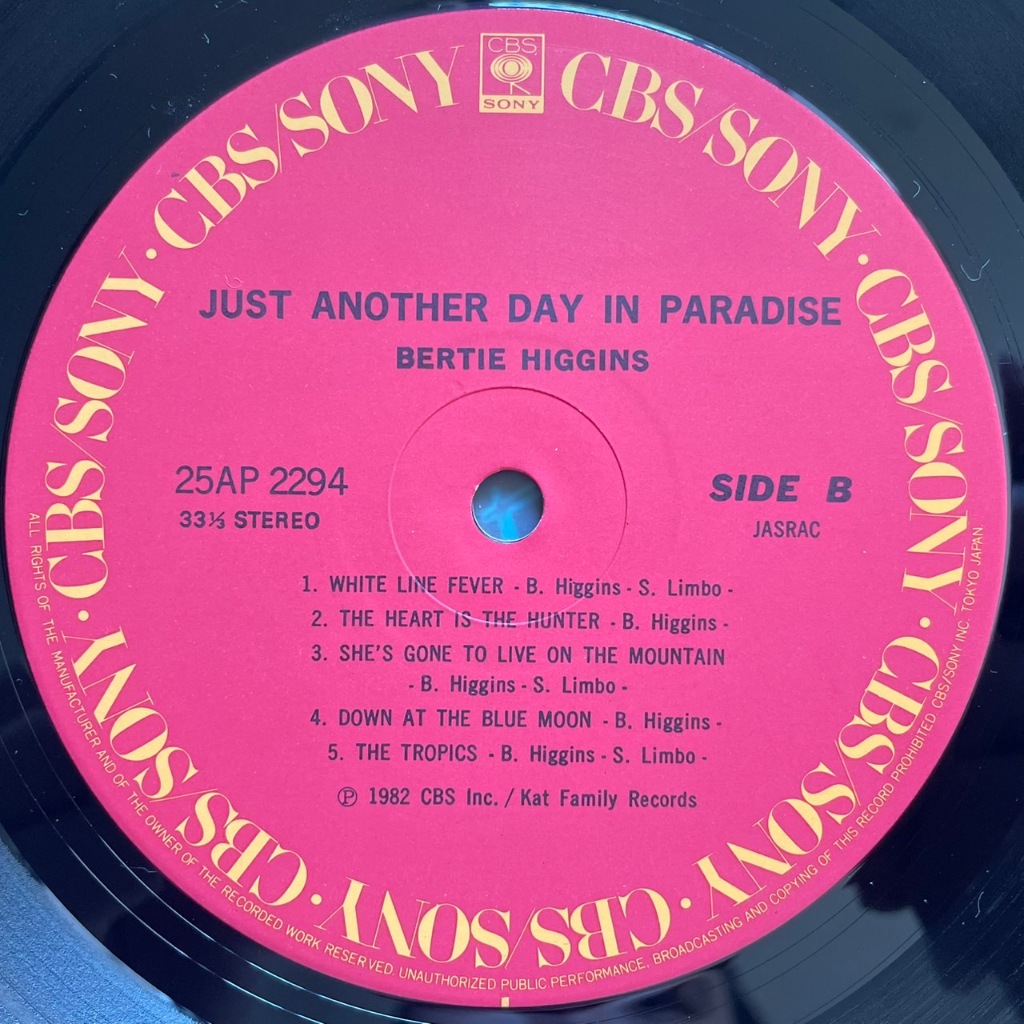 CBS
SONY
CBS/SONY · CBS/SONY · CBS/SONY · CBS/SONY · CBS/SONY · CBS/SONY · CBS/SONY · CBS/SONY
JUST ANOTHER DAY IN PARADISE
BERTIE HIGGINS
25AP 2294
33⅓ STEREO
SIDE B
JASRAC
1. WHITE LINE FEVER - B. Higgins - S. Limbo -
2. THE HEART IS THE HUNTER - B. Higgins -
3. SHE'S GONE TO LIVE ON THE MOUNTAIN
- B. Higgins - S. Limbo -
4. DOWN AT THE BLUE MOON - B. Higgins -
5. THE TROPICS - B. Higgins - S. Limbo -
Ⓟ 1982 CBS Inc. / Kat Family Records
ALL RIGHTS OF THE MANUFACTURER AND OF THE OWNER OF THE RECORDED WORK RESERVED. UNAUTHORIZED PUBLIC PERFORMANCE, BROADCASTING AND COPYING OF THIS RECORD PROHIBITED CBS/SONY INC. TOKYO JAPAN